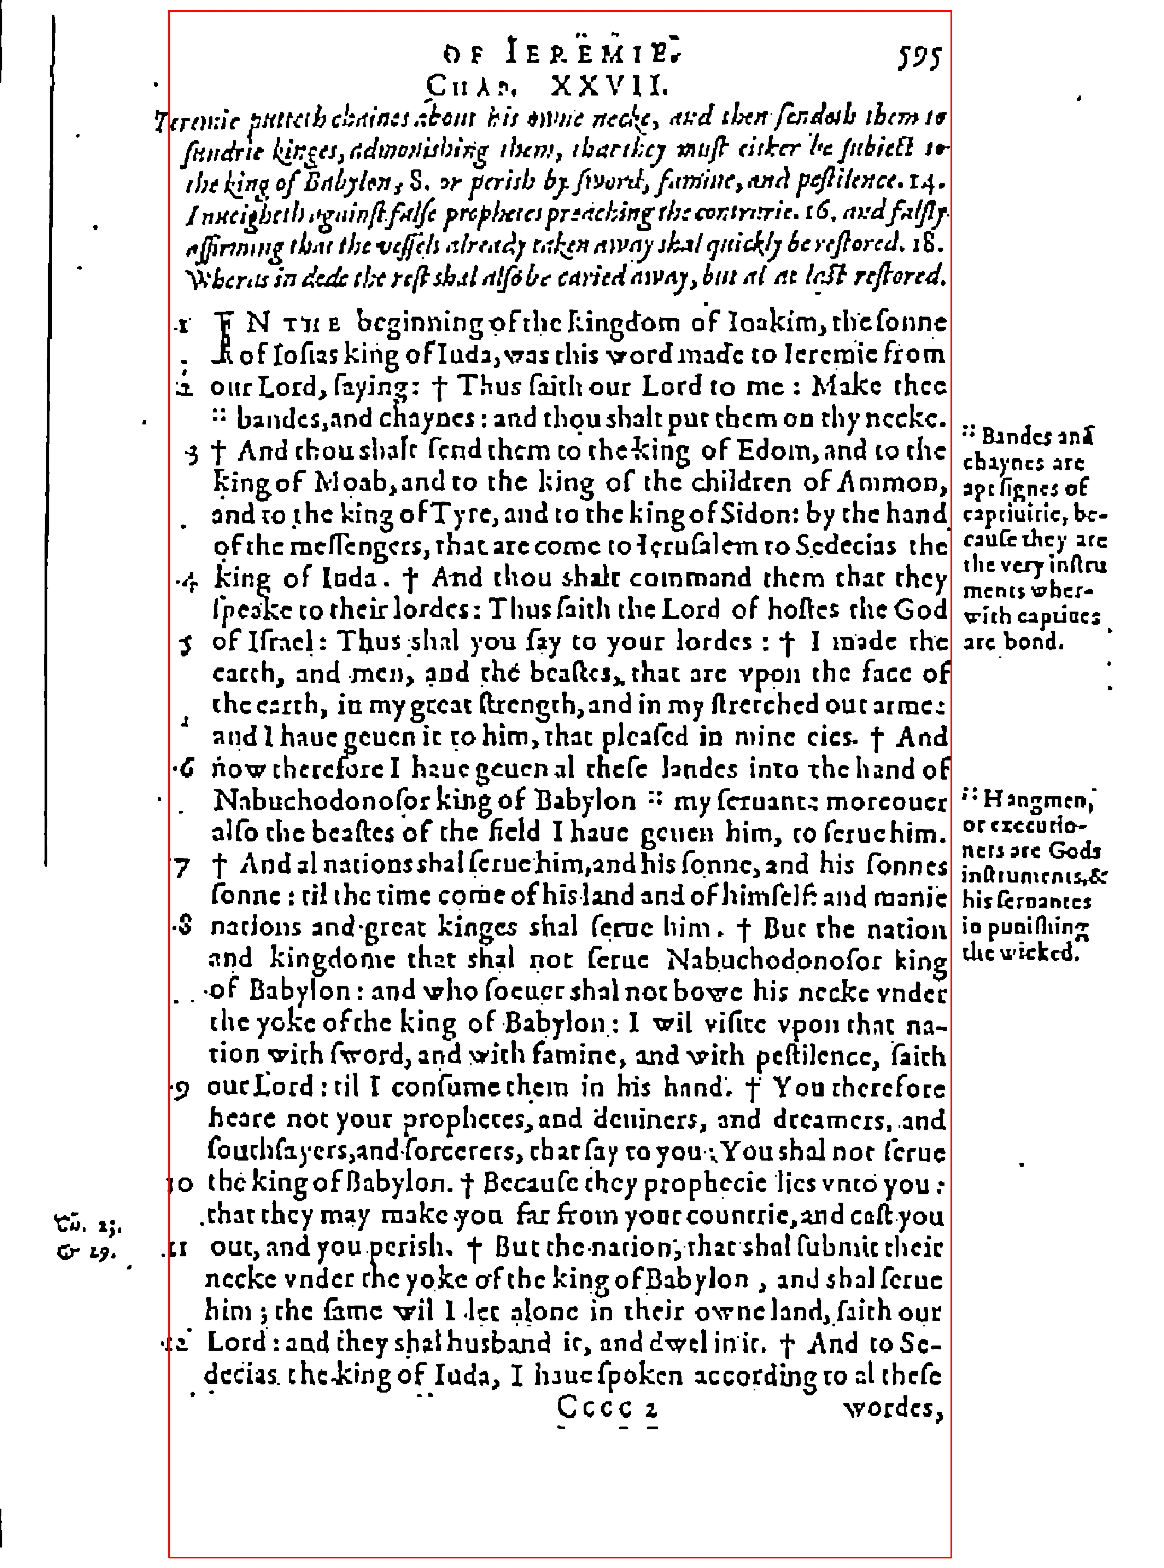 OF IEREMIE. 595
CHAP. XXVII.
Ieremie putteth chaines about his owne necke, and then sendeth them to
sundrie kinges, admonishing them, that they must either be subiect to
the king of Babylon, 8. or perish by sword, famine, and pestilence. 14.
Inueigheth against false prophetes preaching the contrarie. 16. and falsly
affirming that the vessels already taken away shal quickly be restored. 18.
Wheras in dede the rest shal also be caried away, but al at last restored.
1 IN THE beginning of the kingdom of Ioakim, the sonne
of Iosias king of Iuda, was this word made to Ieremie from
2 our Lord, saying: † Thus saith our Lord to me : Make thee
:: bandes, and chaynes : and thou shalt put them on thy necke.
3 † And thou shalt send them to the king of Edom, and to the
king of Moab, and to the king of the children of Ammon,
and to the king of Tyre, and to the king of Sidon: by the hand
of the messengers, that are come to Ierusalem to Sedecias the
4 king of Iuda. † And thou shalt command them that they
speake to their lordes: Thus saith the Lord of hostes the God
5 of Israel: Thus shal you say to your lordes : † I made the
earth, and men, and the beastes, that are vpon the face of
the earth, in my great strength, and in my stretched out arme:
and I haue geuen it to him, that pleased in mine eies. † And
6 now therefore I haue geuen al these landes into the hand of
Nabuchodonosor king of Babylon :: my seruant: moreouer
also the beastes of the field I haue geuen him, to serue him.
7 † And al nations shal serue him, and his sonne, and his sonnes
sonne : til the time come of his land and of himself: and manie
8 nations and great kinges shal serue him. † But the nation
and kingdome that shal not serue Nabuchodonosor king
of Babylon : and who soeuer shal not bowe his necke vnder
the yoke of the king of Babylon: I wil visite vpon that na-
tion with sword, and with famine, and with pestilence, saith
9 our Lord : til I consume them in his hand. † You therefore
heare not your prophetes, and deuiners, and dreamers, and
southsayers, and sorcerers, that say to you : You shal not serue
10 the king of Babylon. † Because they prophecie lies vnto you :
that they may make you far from your countrie, and cast you
11 out, and you perish. † But the nation, that shal submit their
necke vnder the yoke of the king of Babylon , and shal serue
him ; the same wil I let alone in their owne land, saith our
12 Lord : and they shal husband it, and dwel in it. † And to Se-
decias the king of Iuda, I haue spoken according to al these
Cccc 2 wordes,
:: Bandes and
chaynes are
apt signes of
captiuitie, be-
cause they are
the very instru
ments wher-
with captiues
are bond.
:: Hangmen,
or executio-
ners are Gods
instruments, &
his seruantes
in punishing
the wicked.
23.
& 29.